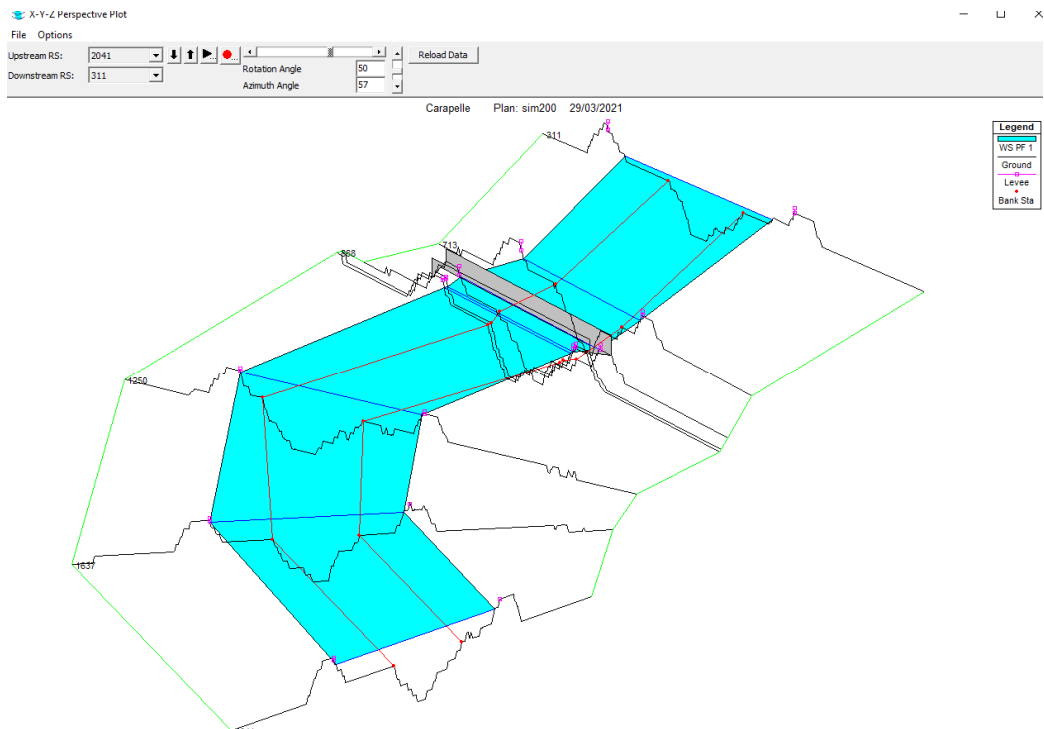 X-Y-Z Perspective Plot
File Options
Upstream RS: 2041
Downstream RS: 311
Rotation Angle 50
Azimuth Angle 57
Reload Data
Carapelle Plan: sim200 29/03/2021
Legend
WS PF 1
Ground
Levee
Bank Sta
311
713
868
1250
1637